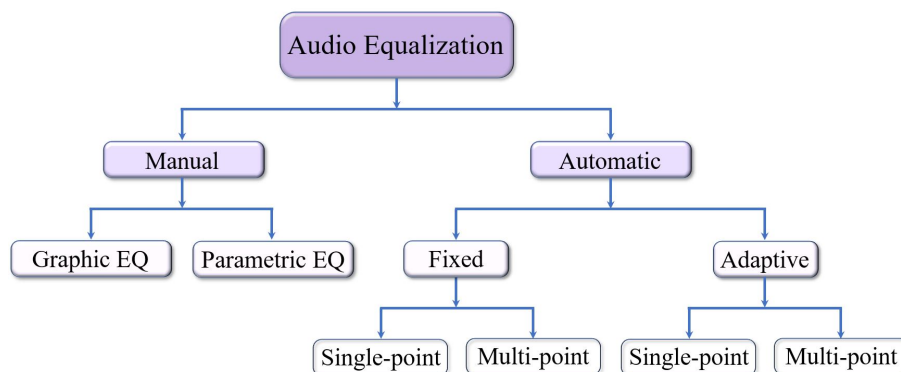 Audio Equalization
Manual
Automatic
Graphic EQ
Parametric EQ
Fixed
Adaptive
Single-point
Multi-point
Single-point
Multi-point